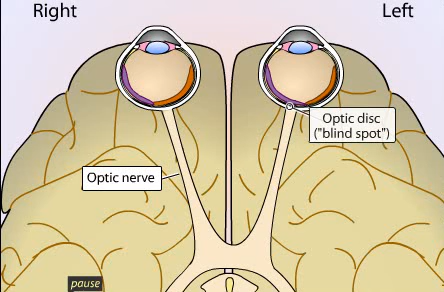 Right
Left
Optic disc
("blind spot")
Optic nerve
pause